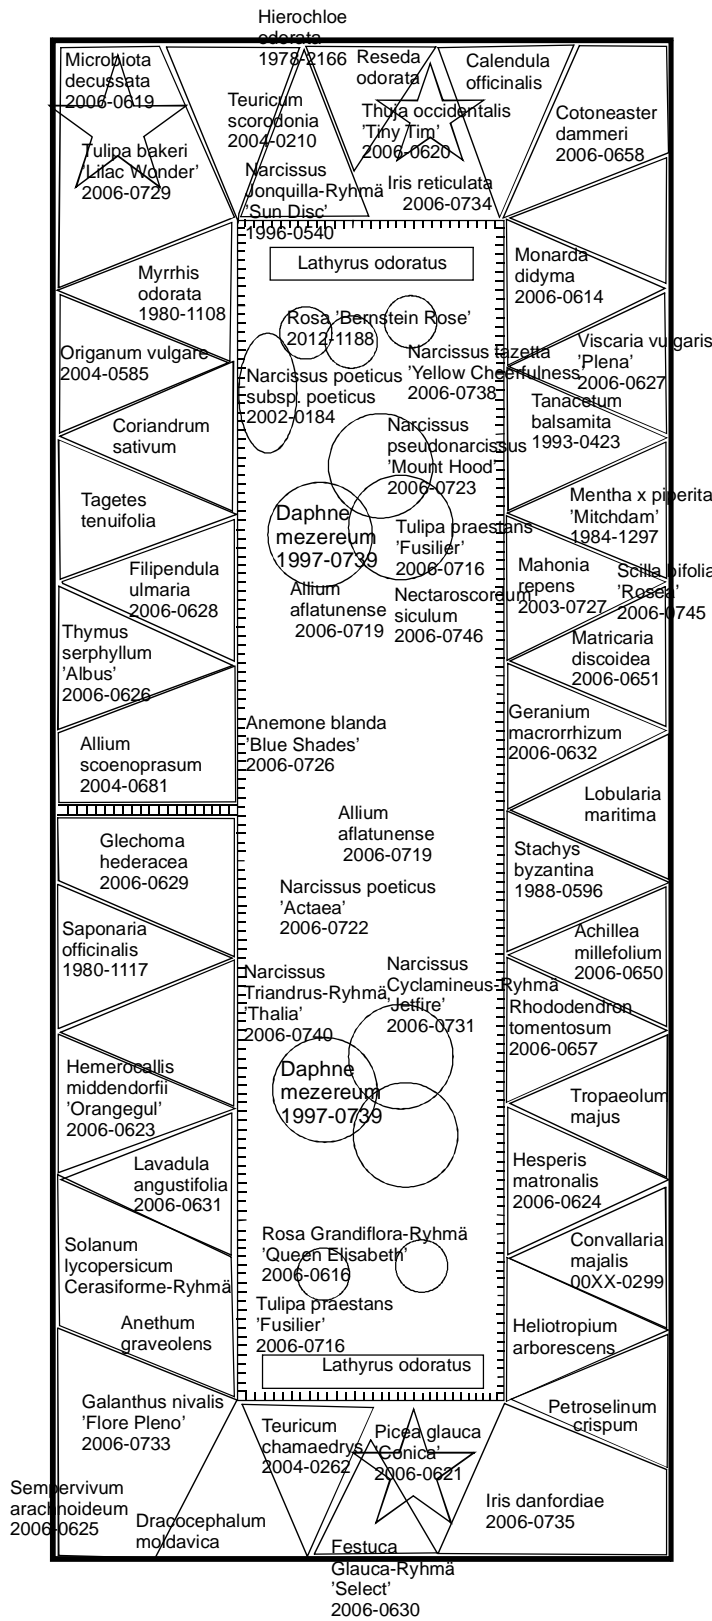 Hierochloe
odorata
1978-2166
Microbiota
decussata
2006-0619
Reseda
odorata
Calendula
officinalis
Teuricum
scorodonia
2004-0210
Thuja occidentalis
'Tiny Tim'
2006-0620
Cotoneaster
dammeri
2006-0658
Tulipa bakeri
'Lilac Wonder'
2006-0729
Narcissus
Jonquilla-Ryhmä
'Sun Disc'
1996-0540
Iris reticulata
2006-0734
Lathyrus odoratus
Monarda
didyma
2006-0614
Myrrhis
odorata
1980-1108
Rosa 'Bernstein Rose'
2012-1188
Viscaria vulgaris
'Plena'
2006-0627
Origanum vulgare
2004-0585
Narcissus tazetta
'Yellow Cheerfulness'
2006-0738
Narcissus poeticus
subsp. poeticus
2002-0184
Tanacetum
balsamita
1993-0423
Coriandrum
sativum
Narcissus
pseudonarcissus
'Mount Hood'
2006-0723
Tagetes
tenuifolia
Mentha x piperita
'Mitchdam'
1984-1297
Daphne
mezereum
1997-0739
Tulipa praestans
'Fusilier'
2006-0716
Filipendula
ulmaria
2006-0628
Mahonia
repens
2003-0727
Scilla bifolia
'Rosea'
2006-0745
Allium
aflatunense
2006-0719
Nectaroscordum
siculum
2006-0746
Thymus
serphyllum
'Albus'
2006-0626
Matricaria
discoidea
2006-0651
Geranium
macrorrhizum
2006-0632
Anemone blanda
'Blue Shades'
2006-0726
Allium
scoenoprasum
2004-0681
Lobularia
maritima
Allium
aflatunense
2006-0719
Glechoma
hederacea
2006-0629
Stachys
byzantina
1988-0596
Narcissus poeticus
'Actaea'
2006-0722
Saponaria
officinalis
1980-1117
Achillea
millefolium
2006-0650
Narcissus
Triandrus-Ryhmä
'Thalia'
2006-0740
Narcissus
Cyclamineus-Ryhmä
'Jetfire'
2006-0731
Rhododendron
tomentosum
2006-0657
Hemerocallis
middendorfii
'Orangegul'
2006-0623
Daphne
mezereum
1997-0739
Tropaeolum
majus
Lavadula
angustifolia
2006-0631
Hesperis
matronalis
2006-0624
Solanum
lycopersicum
Cerasiforme-Ryhmä
Rosa Grandiflora-Ryhmä
'Queen Elisabeth'
2006-0616
Convallaria
majalis
00XX-0299
Tulipa praestans
'Fusilier'
2006-0716
Anethum
graveolens
Heliotropium
arborescens
Lathyrus odoratus
Galanthus nivalis
'Flore Pleno'
2006-0733
Petroselinum
crispum
Teuricum
chamaedrys
2004-0262
Picea glauca
'Conica'
2006-0621
Sempervivum
arachnoideum
2006-0625
Iris danfordiae
2006-0735
Dracocephalum
moldavica
Festuca
Glauca-Ryhmä
'Select'
2006-0630